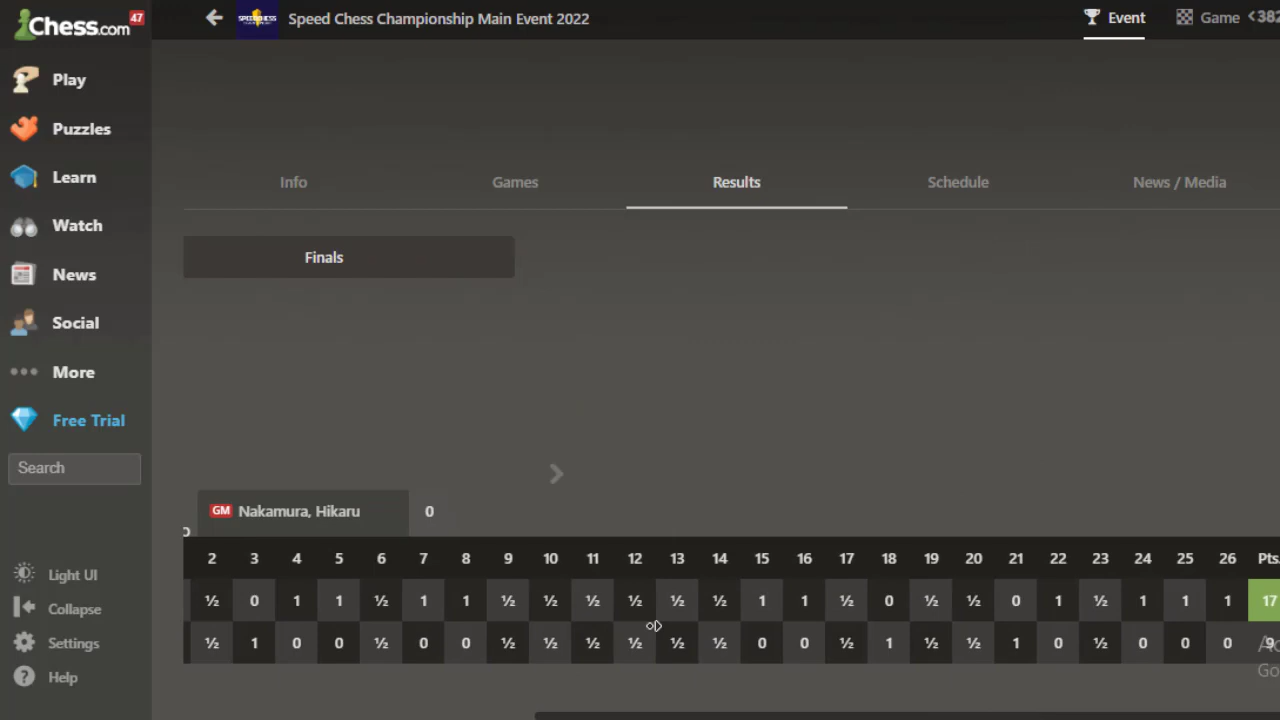 Chess.com 47
SPEEDCHESS
Speed Chess Championship Main Event 2022
Event
Game
<382
Play
Puzzles
Learn
Watch
News
Social
More
Free Trial
Search
Light UI
Collapse
Settings
Help
Info Games Results Schedule News / Media
Finals
GM Nakamura, Hikaru 0
0
2 3 4 5 6 7 8 9 10 11 12 13 14 15 16 17 18 19 20 21 22 23 24 25 26 Pts.
½ 0 1 1 ½ 1 1 ½ ½ ½ ½ ½ ½ 1 1 ½ 0 ½ ½ 0 1 ½ 1 1 1 17
½ 1 0 0 ½ 0 0 ½ ½ ½ ½ ½ ½ 0 0 ½ 1 ½ ½ 1 0 ½ 0 0 0 9
Go